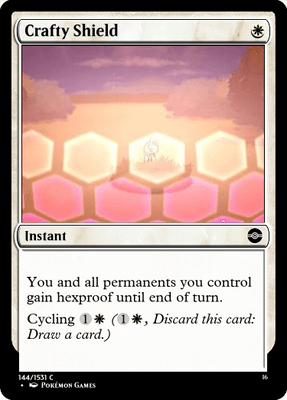 Crafty Shield
Instant
You and all permanents you control
gain hexproof until end of turn.
Cycling 1 (1, Discard this card:
Draw a card.)
144/1531 C
16
• Pokémon Games